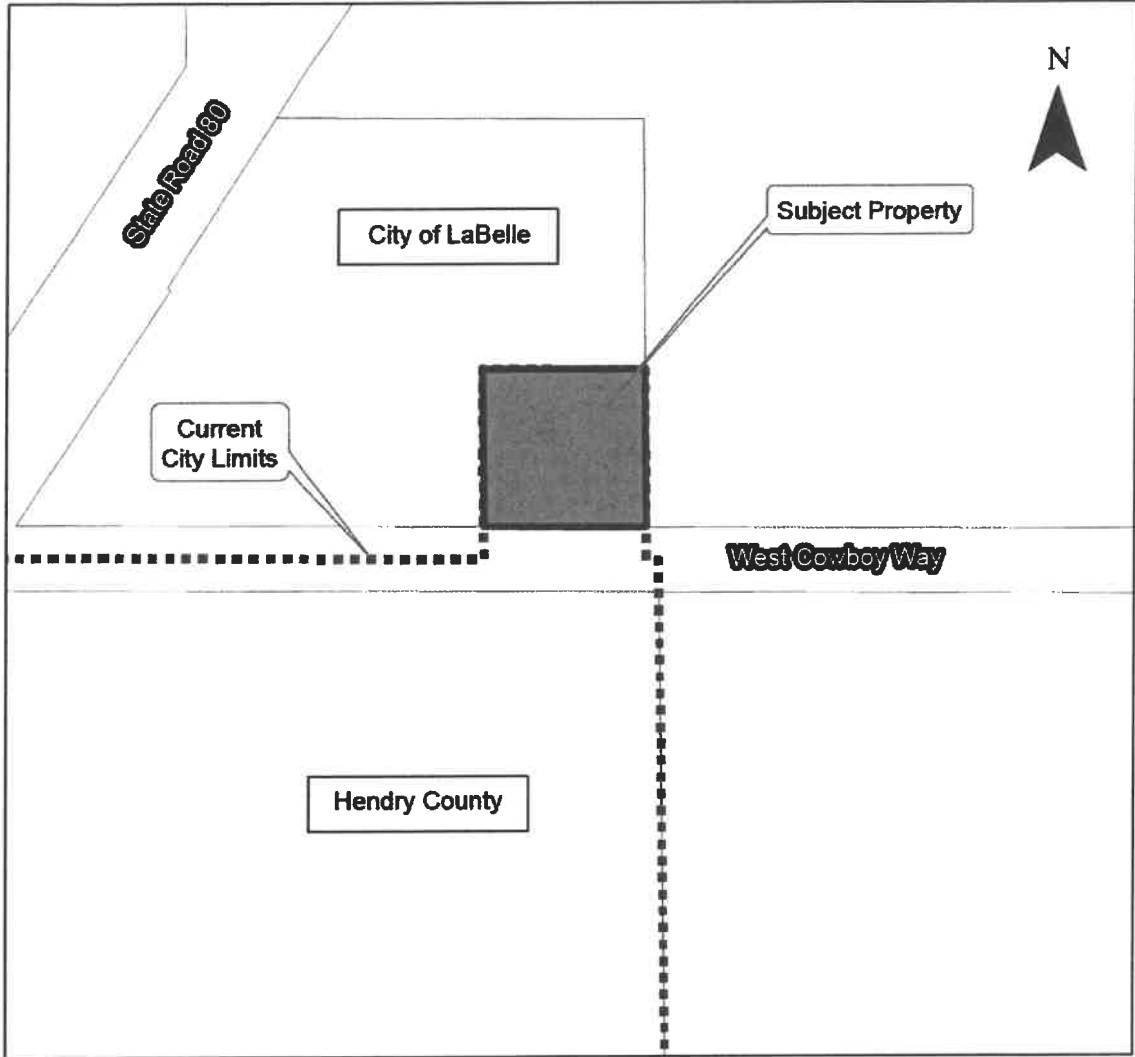 N
State Road 80
City of LaBelle
Subject Property
Current
City Limits
West Cowboy Way
Hendry County